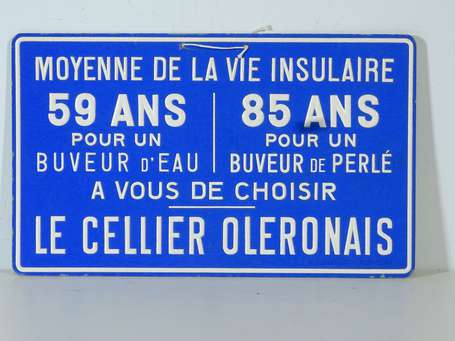 MOYENNE DE LA VIE INSULAIRE
59 ANS 85 ANS
POUR UN POUR UN
BUVEUR D'EAU BUVEUR DE PERLÉ
A VOUS DE CHOISIR
LE CELLIER OLERONAIS